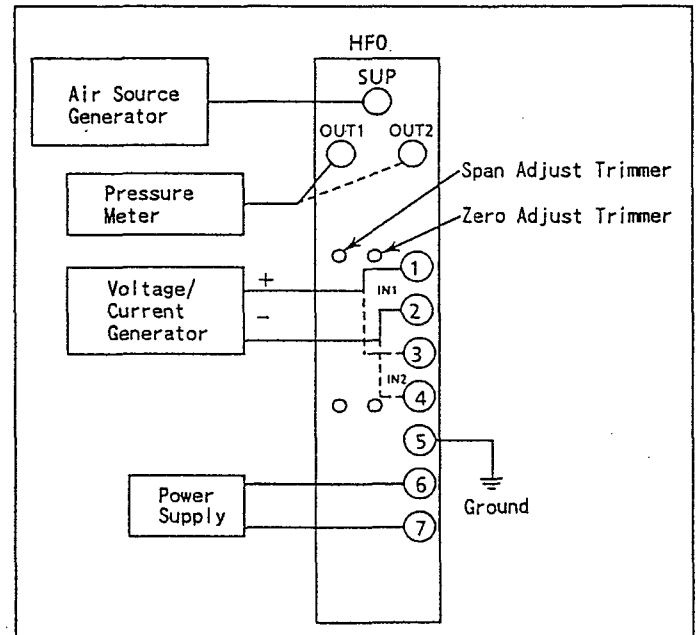 HFO
SUP
Air Source
Generator
OUT1 OUT2
Span Adjust Trimmer
Pressure
Meter
Zero Adjust Trimmer
+
1
Voltage/
Current
Generator
IN1
2
-
3
IN2
4
5
Power
Supply
6
Ground
7